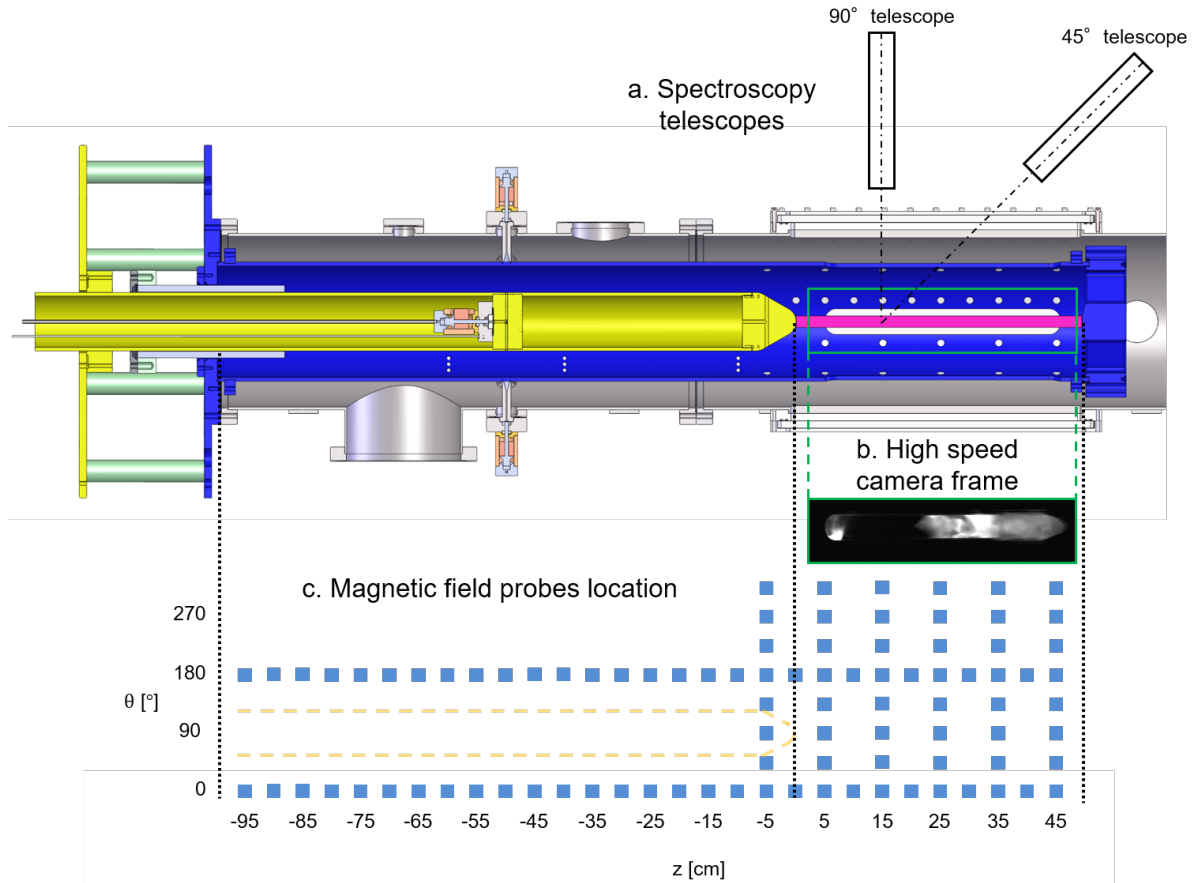 90° telescope
45° telescope
a. Spectroscopy
telescopes
b. High speed
camera frame
c. Magnetic field probes location
270
180
θ [°]
90
0
-95 -85 -75 -65 -55 -45 -35 -25 -15 -5 5 15 25 35 45
z [cm]